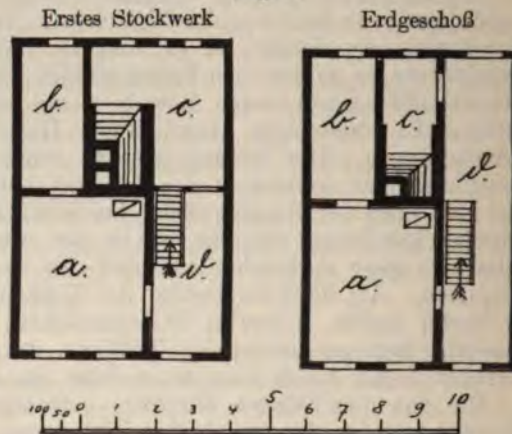 Erstes Stockwerk
Erdgeschoß
b.
c.
a.
d.
b.
c.
d.
a.
100 50 0 1 2 3 4 5 6 7 8 9 10